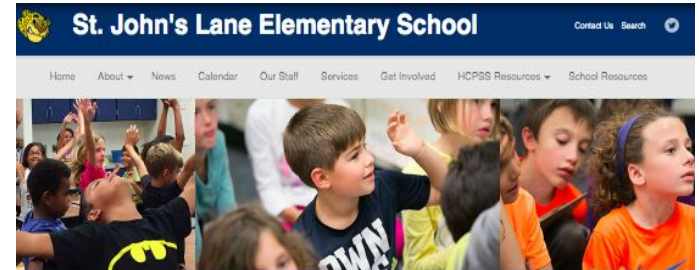 St. John's Lane Elementary School
Contact Us Search
Home About News Calendar Our Staff Services Get Involved HCPSS Resources School Resources
OWN